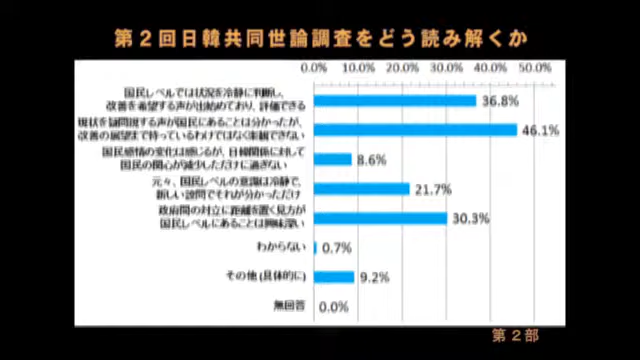 第2回日韓共同世論調査をどう読み解くか
0.0% 10.0% 20.0% 30.0% 40.0% 50.0%
国民レベルでは状況を冷静に判断し、
改善を希望する声が出始めており、評価できる
36.8%
現状を疑問視する声が国民にあることは分かったが、
改善の展望まで持っているわけではなく楽観できない
46.1%
国民感情の変化は感じるが、日韓関係に対して
国民の関心が減少しただけに過ぎない
8.6%
元々、国民レベルの意識は冷静で、
新しい設問でそれが分かっただけ
21.7%
政府間の対立に距離を置く見方が
国民レベルにあることは興味深い
30.3%
わからない
0.7%
その他(具体的に)
9.2%
無回答
0.0%
第2部